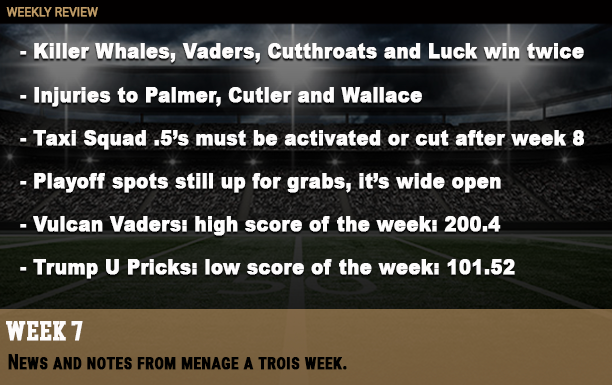 WEEKLY REVIEW
- Killer Whales, Vaders, Cutthroats and Luck win twice
- Injuries to Palmer, Cutler and Wallace
- Taxi Squad .5's must be activated or cut after week 8
- Playoff spots still up for grabs, it's wide open
- Vulcan Vaders: high score of the week: 200.4
- Trump U Pricks: low score of the week: 101.52
WEEK 7
NEWS AND NOTES FROM MENAGE A TROIS WEEK.